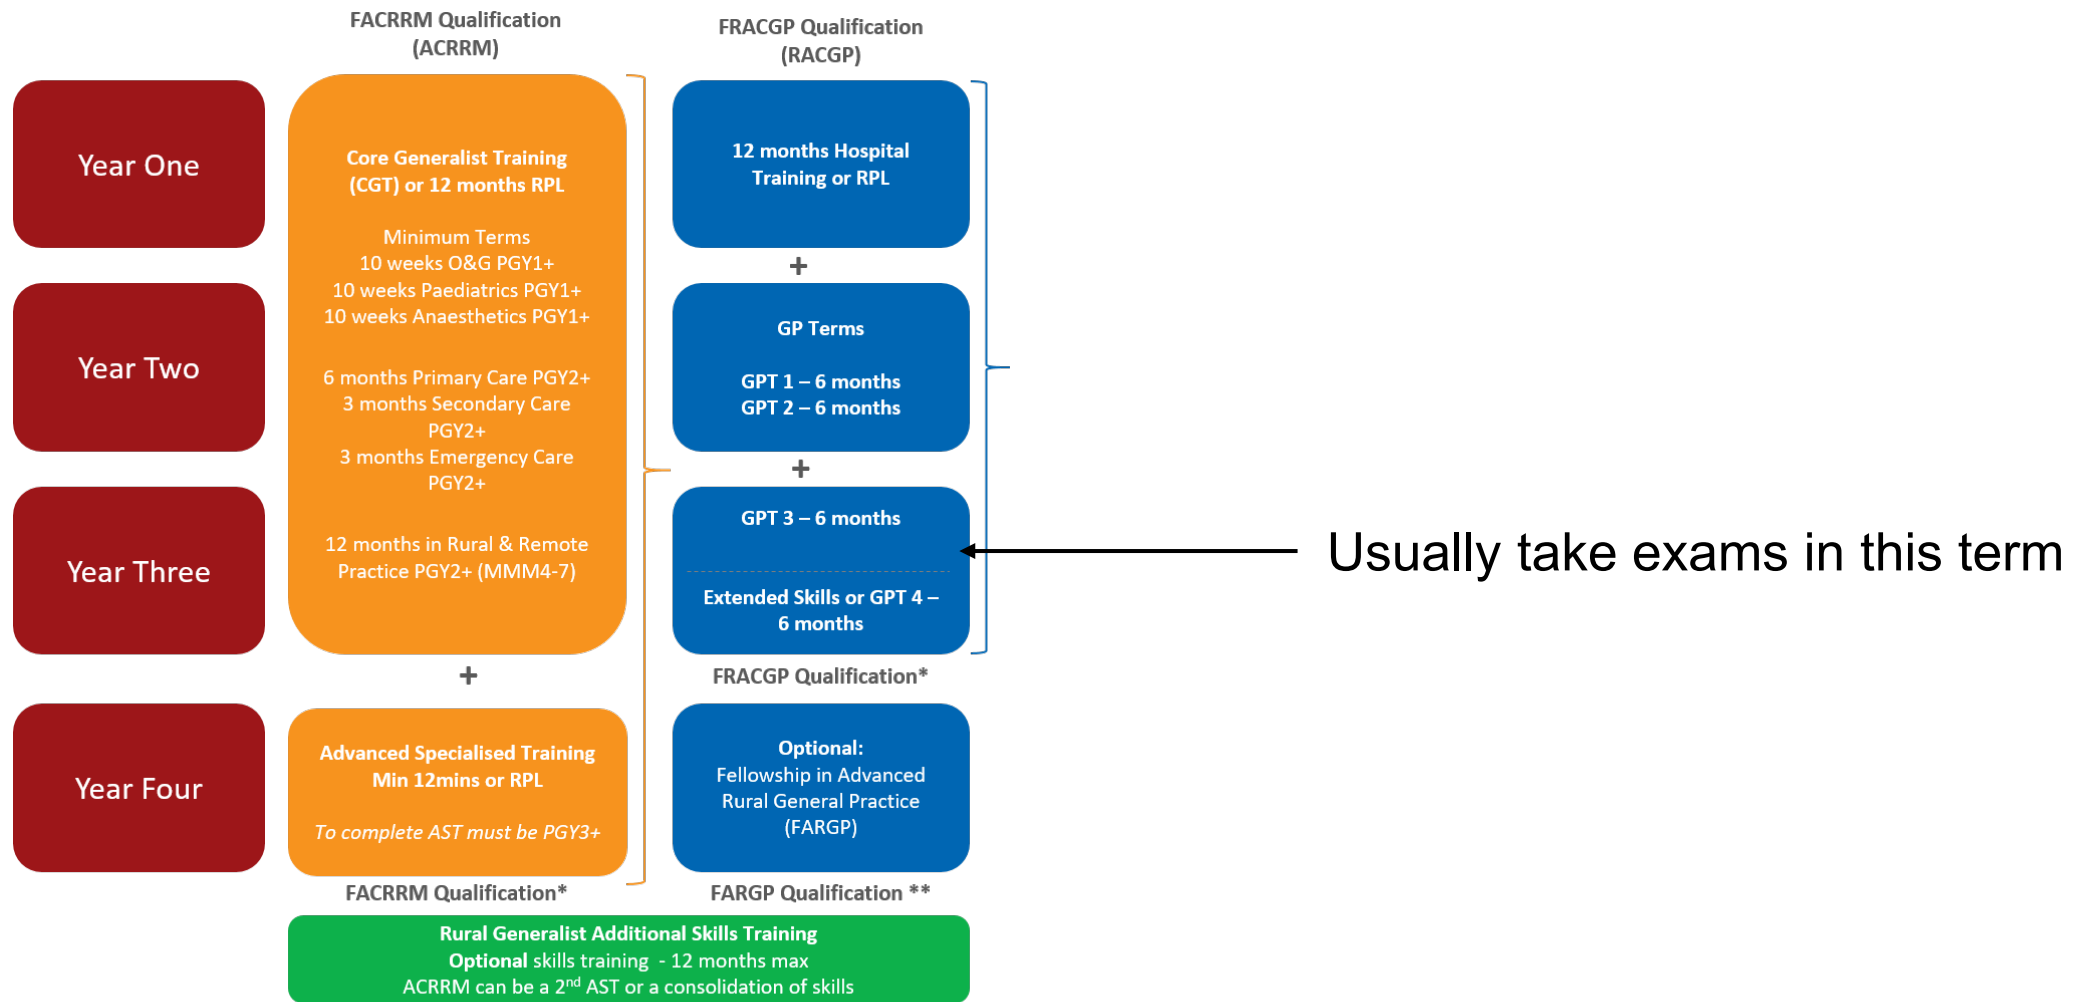 FACRRM Qualification
(ACRRM)
FRACGP Qualification
(RACGP)
Year One
Year Two
Year Three
Year Four
Core Generalist Training
(CGT) or 12 months RPL
Minimum Terms
10 weeks O&G PGY1+
10 weeks Paediatrics PGY1+
10 weeks Anaesthetics PGY1+
6 months Primary Care PGY2+
3 months Secondary Care
PGY2+
3 months Emergency Care
PGY2+
12 months in Rural & Remote
Practice PGY2+ (MMM4-7)
+
Advanced Specialised Training
Min 12mins or RPL
To complete AST must be PGY3+
FACRRM Qualification*
12 months Hospital
Training or RPL
+
GP Terms
GPT 1 – 6 months
GPT 2 – 6 months
+
GPT 3 – 6 months
Extended Skills or GPT 4 –
6 months
FRACGP Qualification*
Optional:
Fellowship in Advanced
Rural General Practice
(FARGP)
FARGP Qualification **
Usually take exams in this term
Rural Generalist Additional Skills Training
Optional skills training - 12 months max
ACRRM can be a 2nd AST or a consolidation of skills